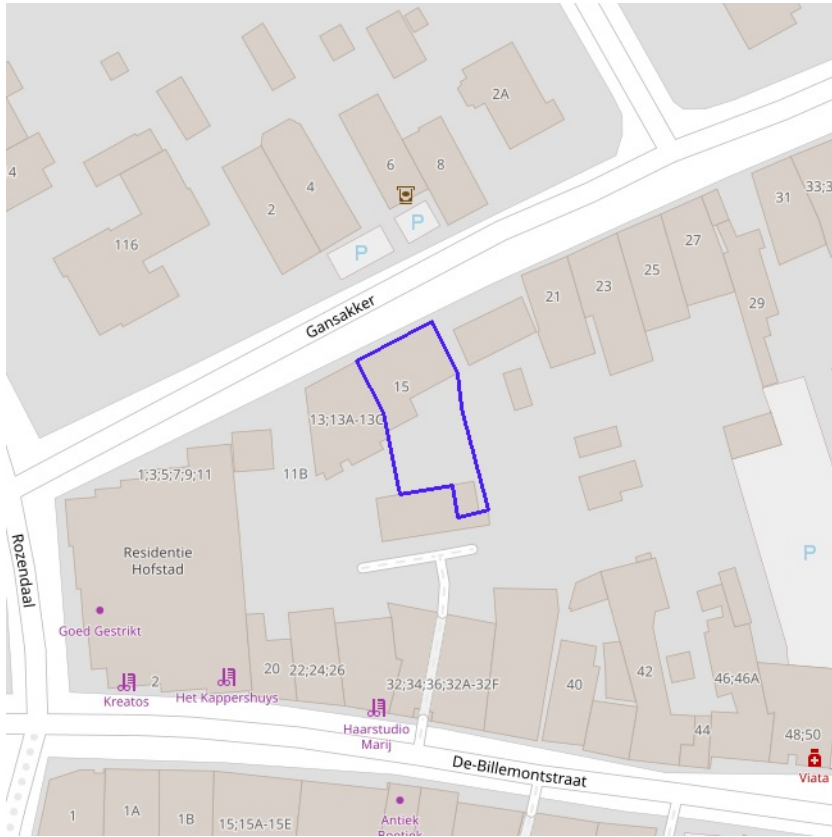 2A
4
6
8
4
2
P
31
33;3
116
P
27
25
23
21
29
Gansakker
15
13;13A-13C
1;3;5;7;9;11
11B
Residentie
Hofstad
P
Rozendaal
Goed Gestrikt
20
22;24;26
42
2
Kreatos
Het Kappershuys
32;34;36;32A-32F
40
46;46A
Haarstudio
Marij
44
48;50
De-Billemontstraat
Viata
1
1A
1B
15;15A-15E
Antiek